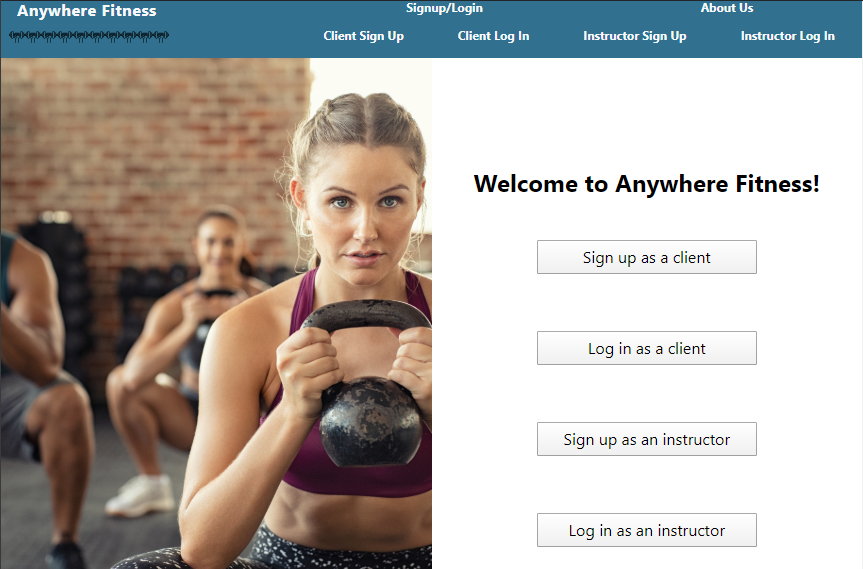 Anywhere Fitness
Signup/Login
About Us
Client Sign Up
Client Log In
Instructor Sign Up
Instructor Log In
Welcome to Anywhere Fitness!
Sign up as a client
Log in as a client
Sign up as an instructor
Log in as an instructor